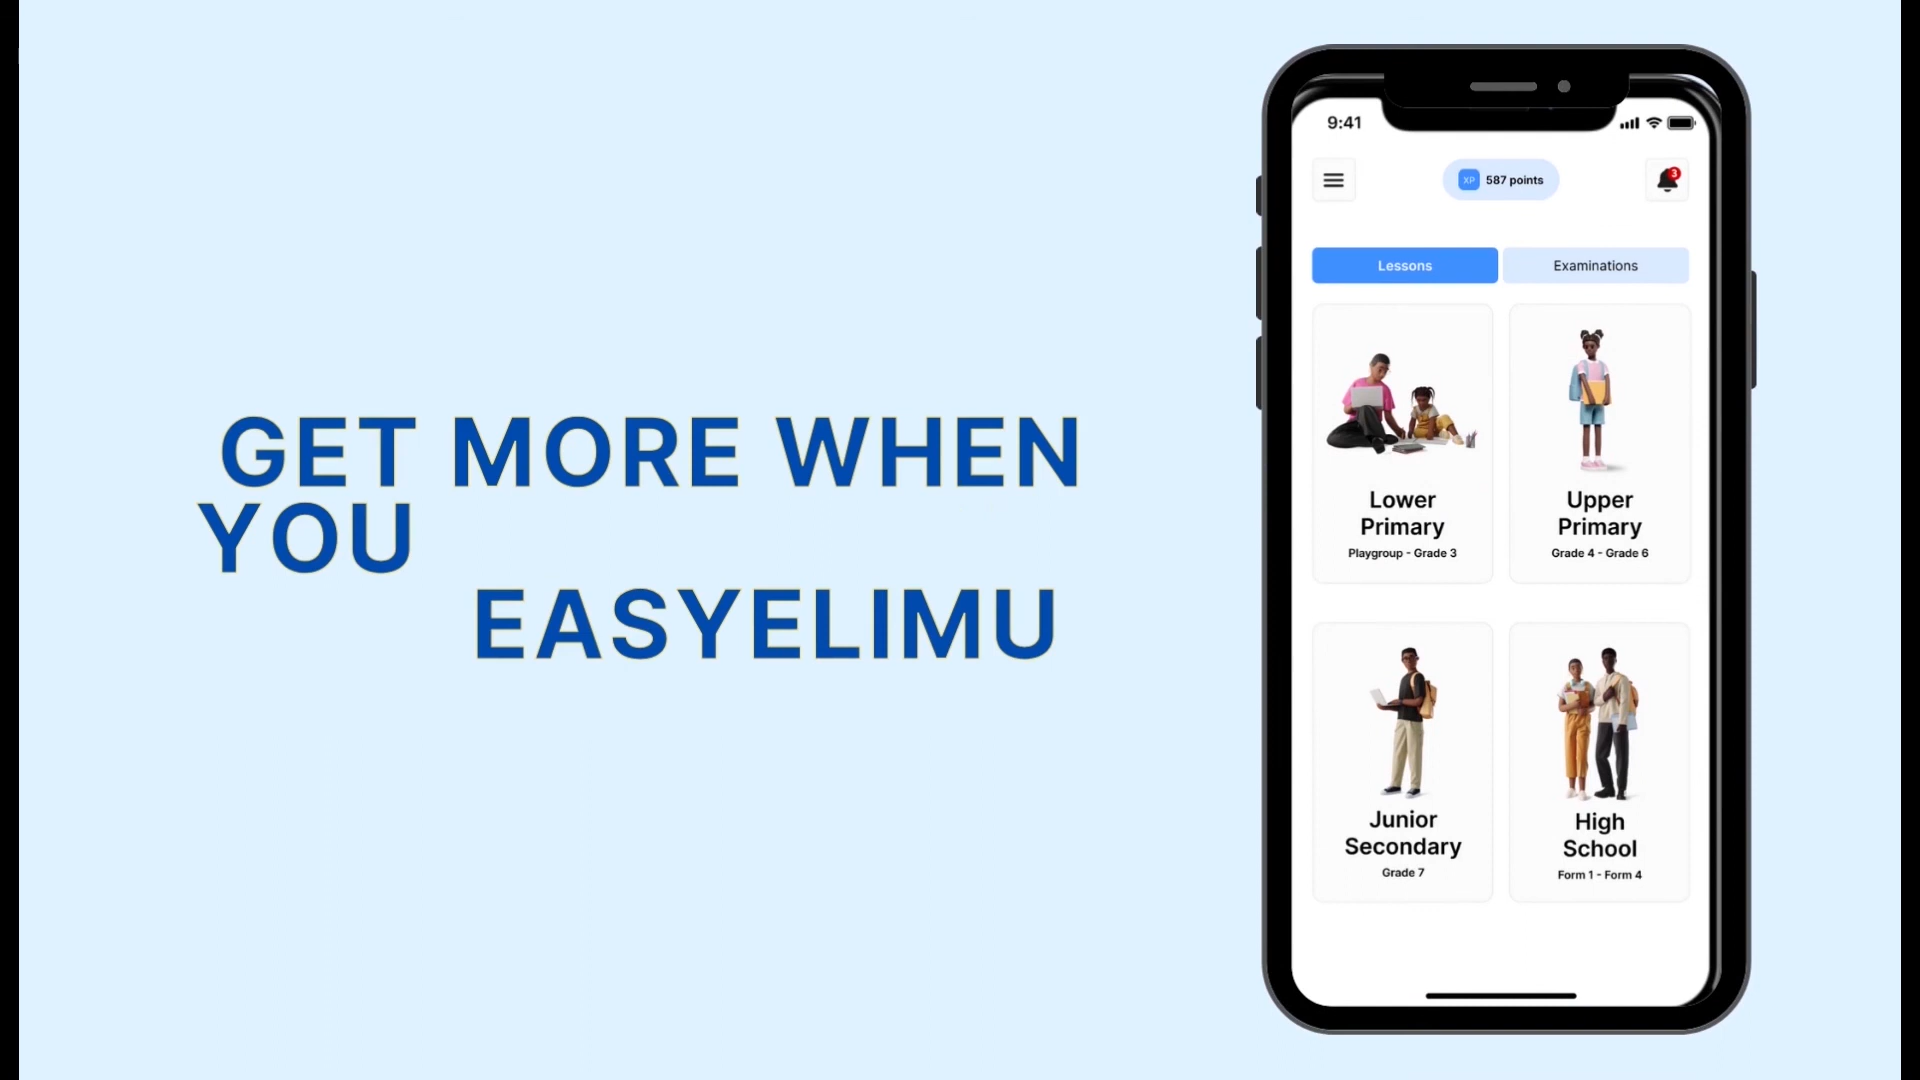 GET MORE WHEN
YOU
EASYELIMU
9:41
XP 587 points
3
Lessons
Examinations
Lower
Primary
Playgroup - Grade 3
Upper
Primary
Grade 4 - Grade 6
Junior
Secondary
Grade 7
High
School
Form 1 - Form 4